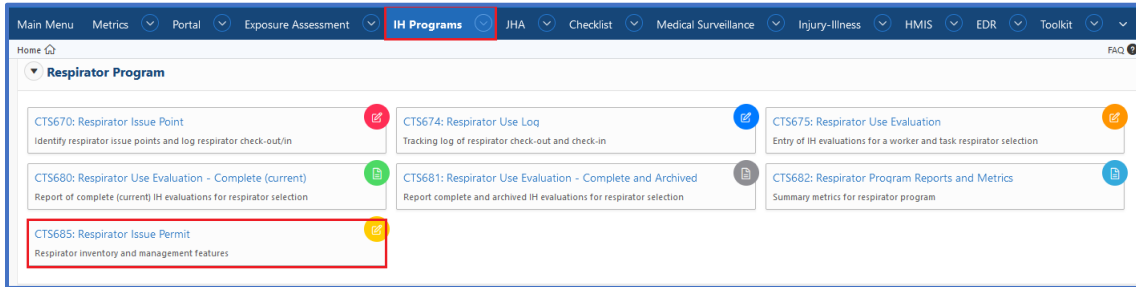 Main Menu Metrics Portal Exposure Assessment IH Programs JHA Checklist Medical Surveillance Injury-Illness HMIS EDR Toolkit
Home FAQ ?
Respirator Program
CTS670: Respirator Issue Point
Identify respirator issue points and log respirator check-out/in
CTS674: Respirator Use Log
Tracking log of respirator check-out and check-in
CTS675: Respirator Use Evaluation
Entry of IH evaluations for a worker and task respirator selection
CTS680: Respirator Use Evaluation - Complete (current)
Report of complete (current) IH evaluations for respirator selection
CTS681: Respirator Use Evaluation - Complete and Archived
Report complete and archived IH evaluations for respirator selection
CTS682: Respirator Program Reports and Metrics
Summary metrics for respirator program
CTS685: Respirator Issue Permit
Respirator inventory and management features